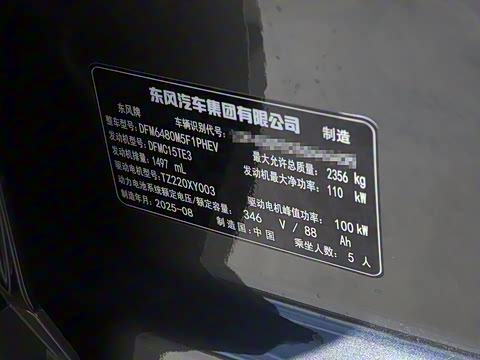 东风汽车集团有限公司 制造
东风牌 车辆识别代号:
整车型号: DFM6480M5F1PHEV 最大允许总质量: 2356 kg
发动机型号: DFMC15TE3 发动机最大净功率: 110 kW
发动机排量: 1497 mL
驱动电机型号: TZ220XY003 驱动电机峰值功率: 100 kW
动力电池系统额定电压/额定容量: 346 V / 88 Ah
制造年月: 2025-08 制造国: 中国 乘坐人数: 5 人